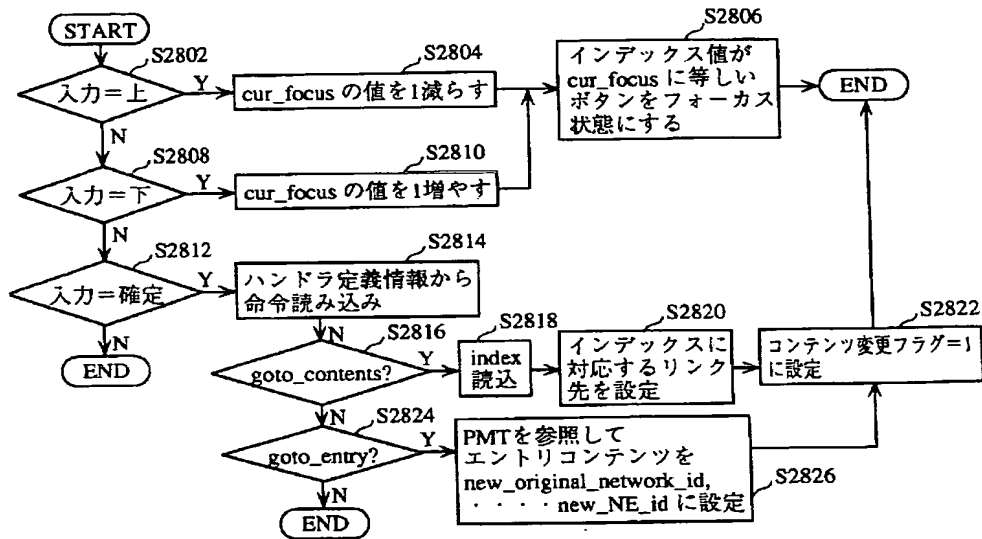 START
S2802
入力=上
Y
S2804
cur_focus の値を1減らす
S2806
インデックス値が
cur_focus に等しい
ボタンをフォーカス
状態にする
END
N
S2808
入力=下
Y
S2810
cur_focus の値を1増やす
N
S2812
入力=確定
Y
S2814
ハンドラ定義情報から
命令読み込み
N
END
N
S2816
goto_contents?
Y
S2818
index
読込
S2820
インデックスに
対応するリンク
先を設定
S2822
コンテンツ変更フラグ=1
に設定
N
S2824
goto_entry?
Y
PMTを参照して
エントリコンテンツを
new_original_network_id,
・・・・new_NE_id に設定
S2826
N
END